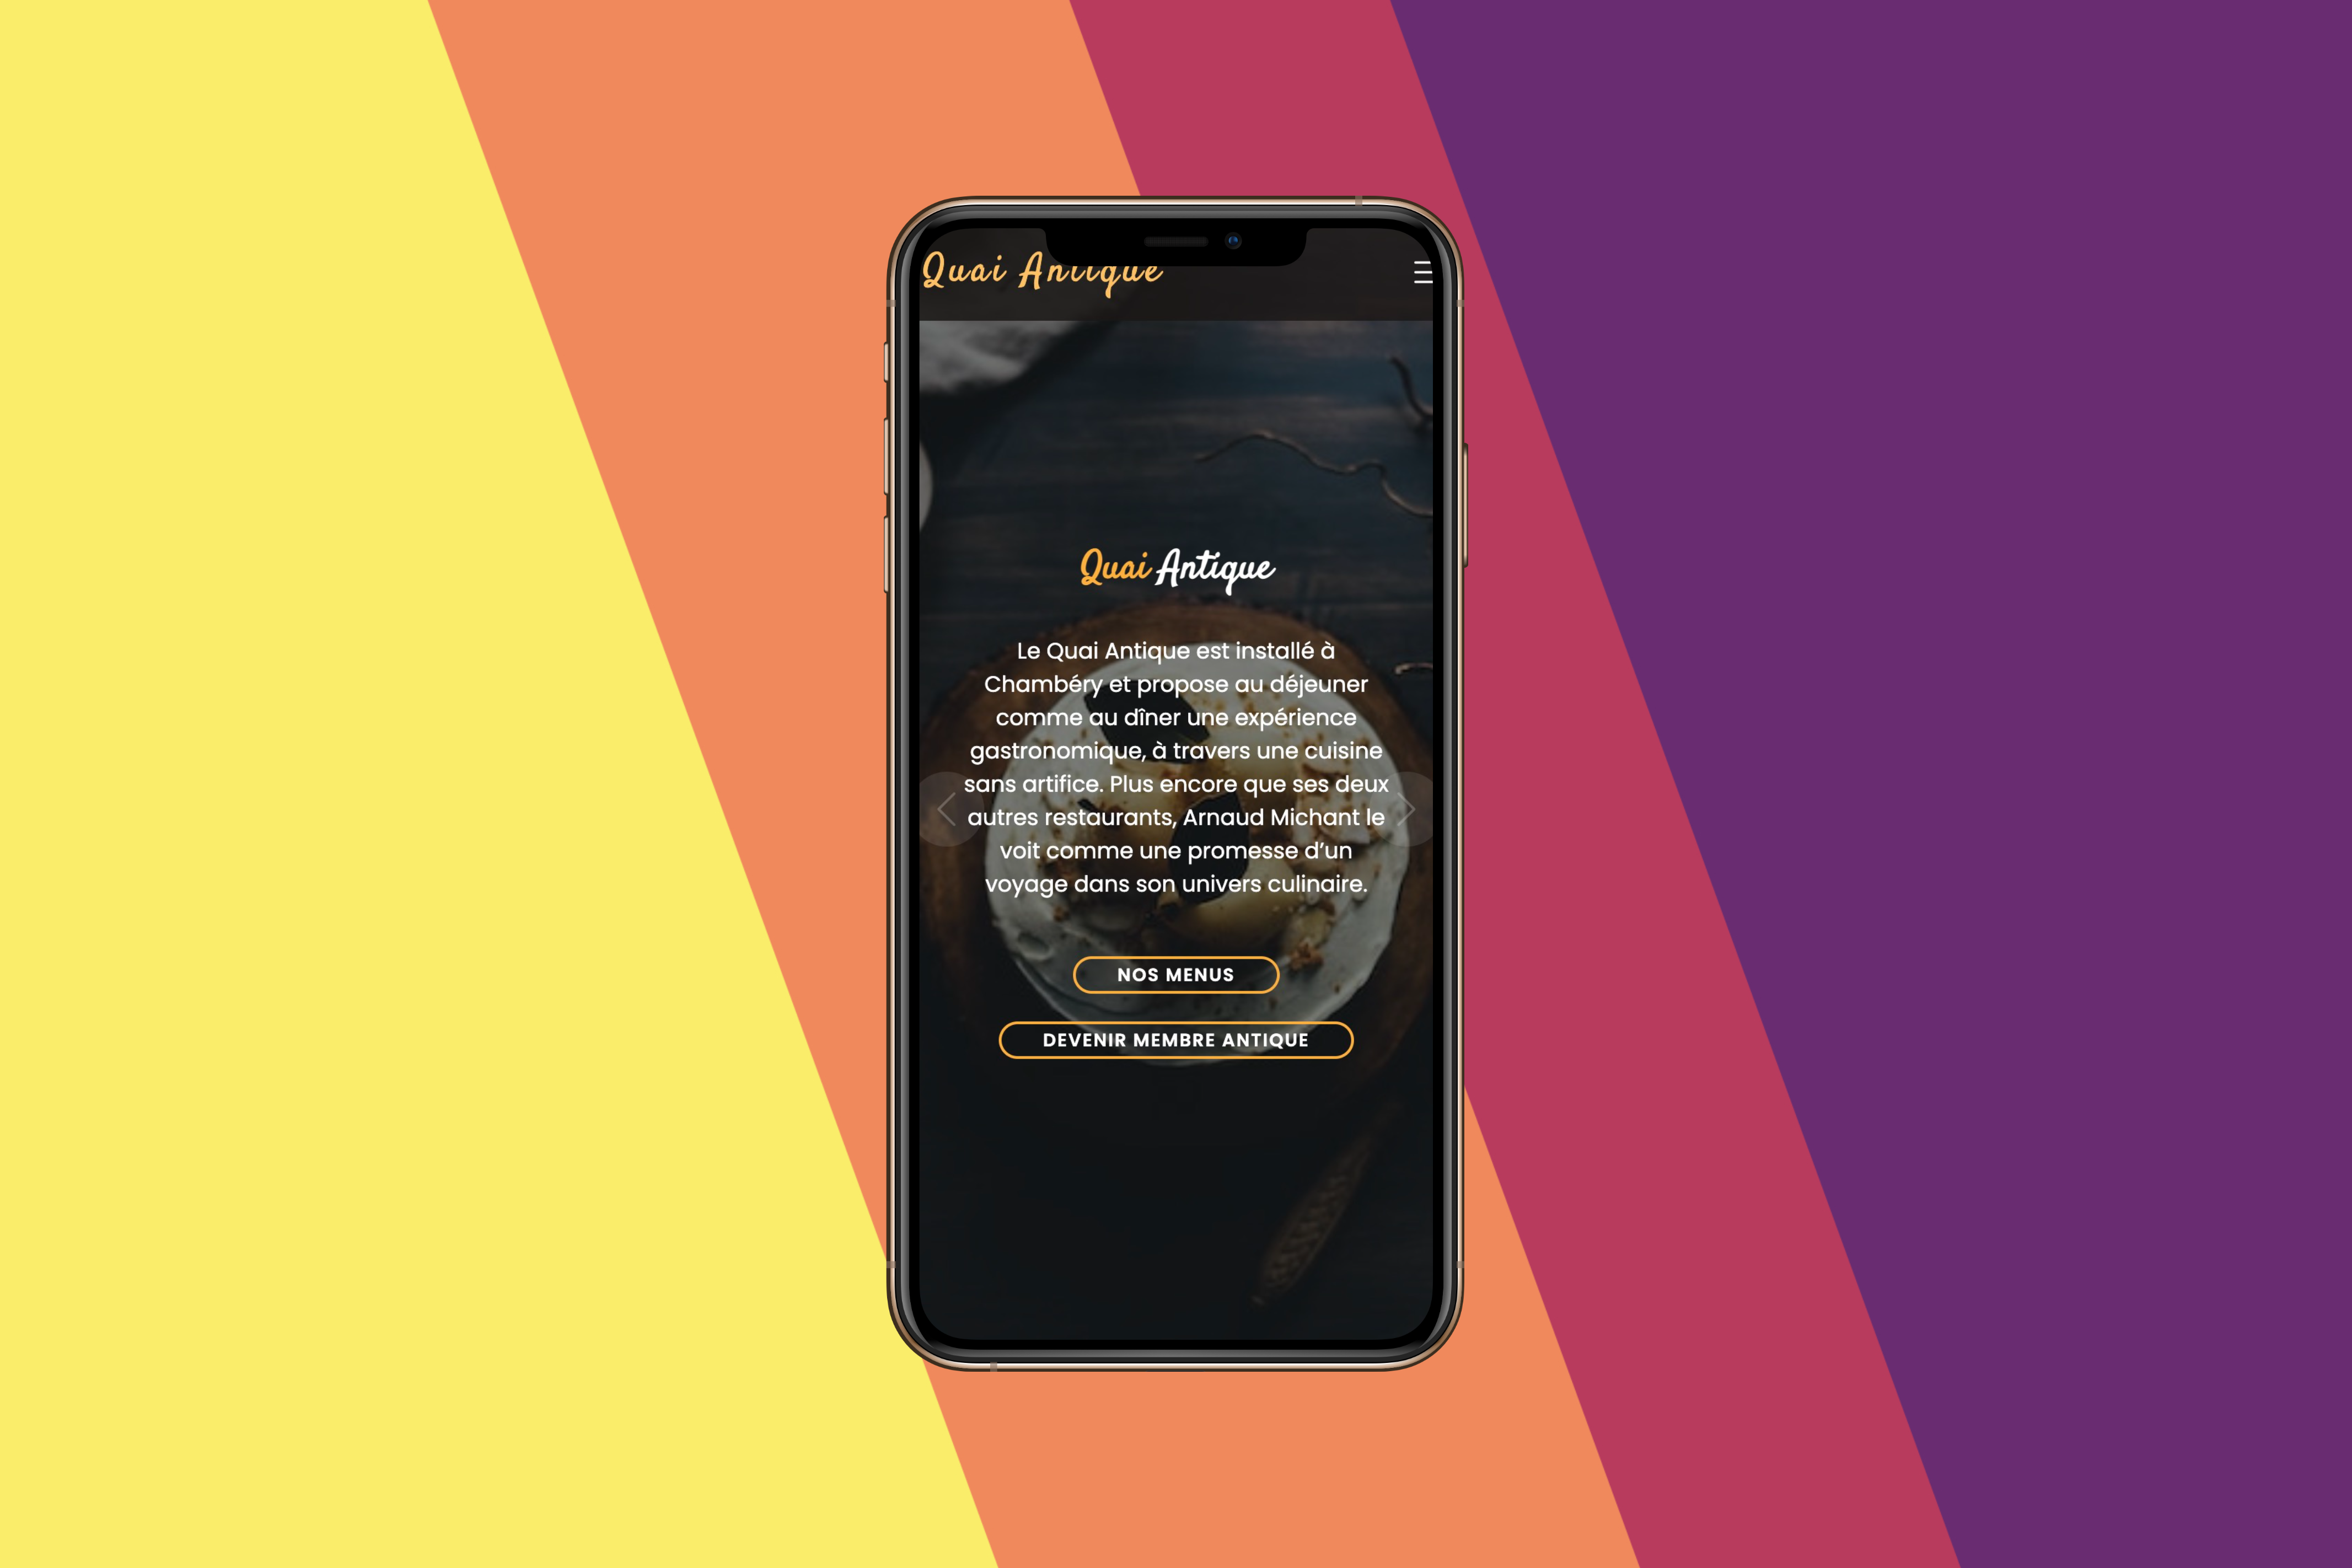 Quai Antique
Quai Antique
Le Quai Antique est installé à
Chambéry et propose au déjeuner
comme au dîner une expérience
gastronomique, à travers une cuisine
sans artifice. Plus encore que ses deux
autres restaurants, Arnaud Michant le
voit comme une promesse d’un
voyage dans son univers culinaire.
NOS MENUS
DEVENIR MEMBRE ANTIQUE